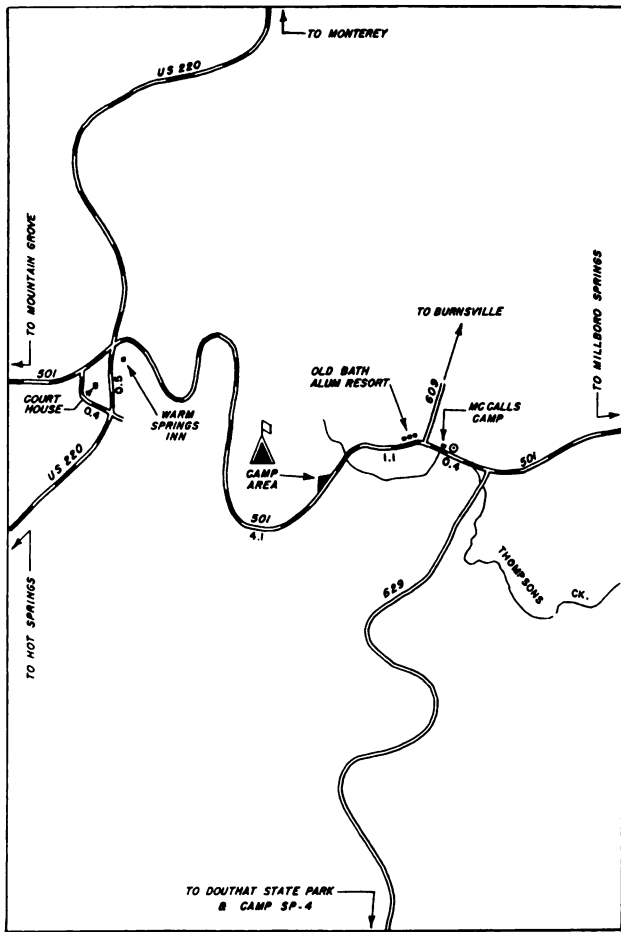 TO MONTEREY
US 220
TO MOUNTAIN GROVE
TO MILLBORO SPRINGS
TO BURNSVILLE
501
OLD BATH
ALUM RESORT
609
MC CALLS
CAMP
COURT
HOUSE
0.5
0.4
WARM
SPRINGS
INN
CAMP
AREA
1.1
0.4
501
US 220
501
4.1
THOMPSONS
CK.
629
TO HOT SPRINGS
TO DOUTHAT STATE PARK
& CAMP SP-4